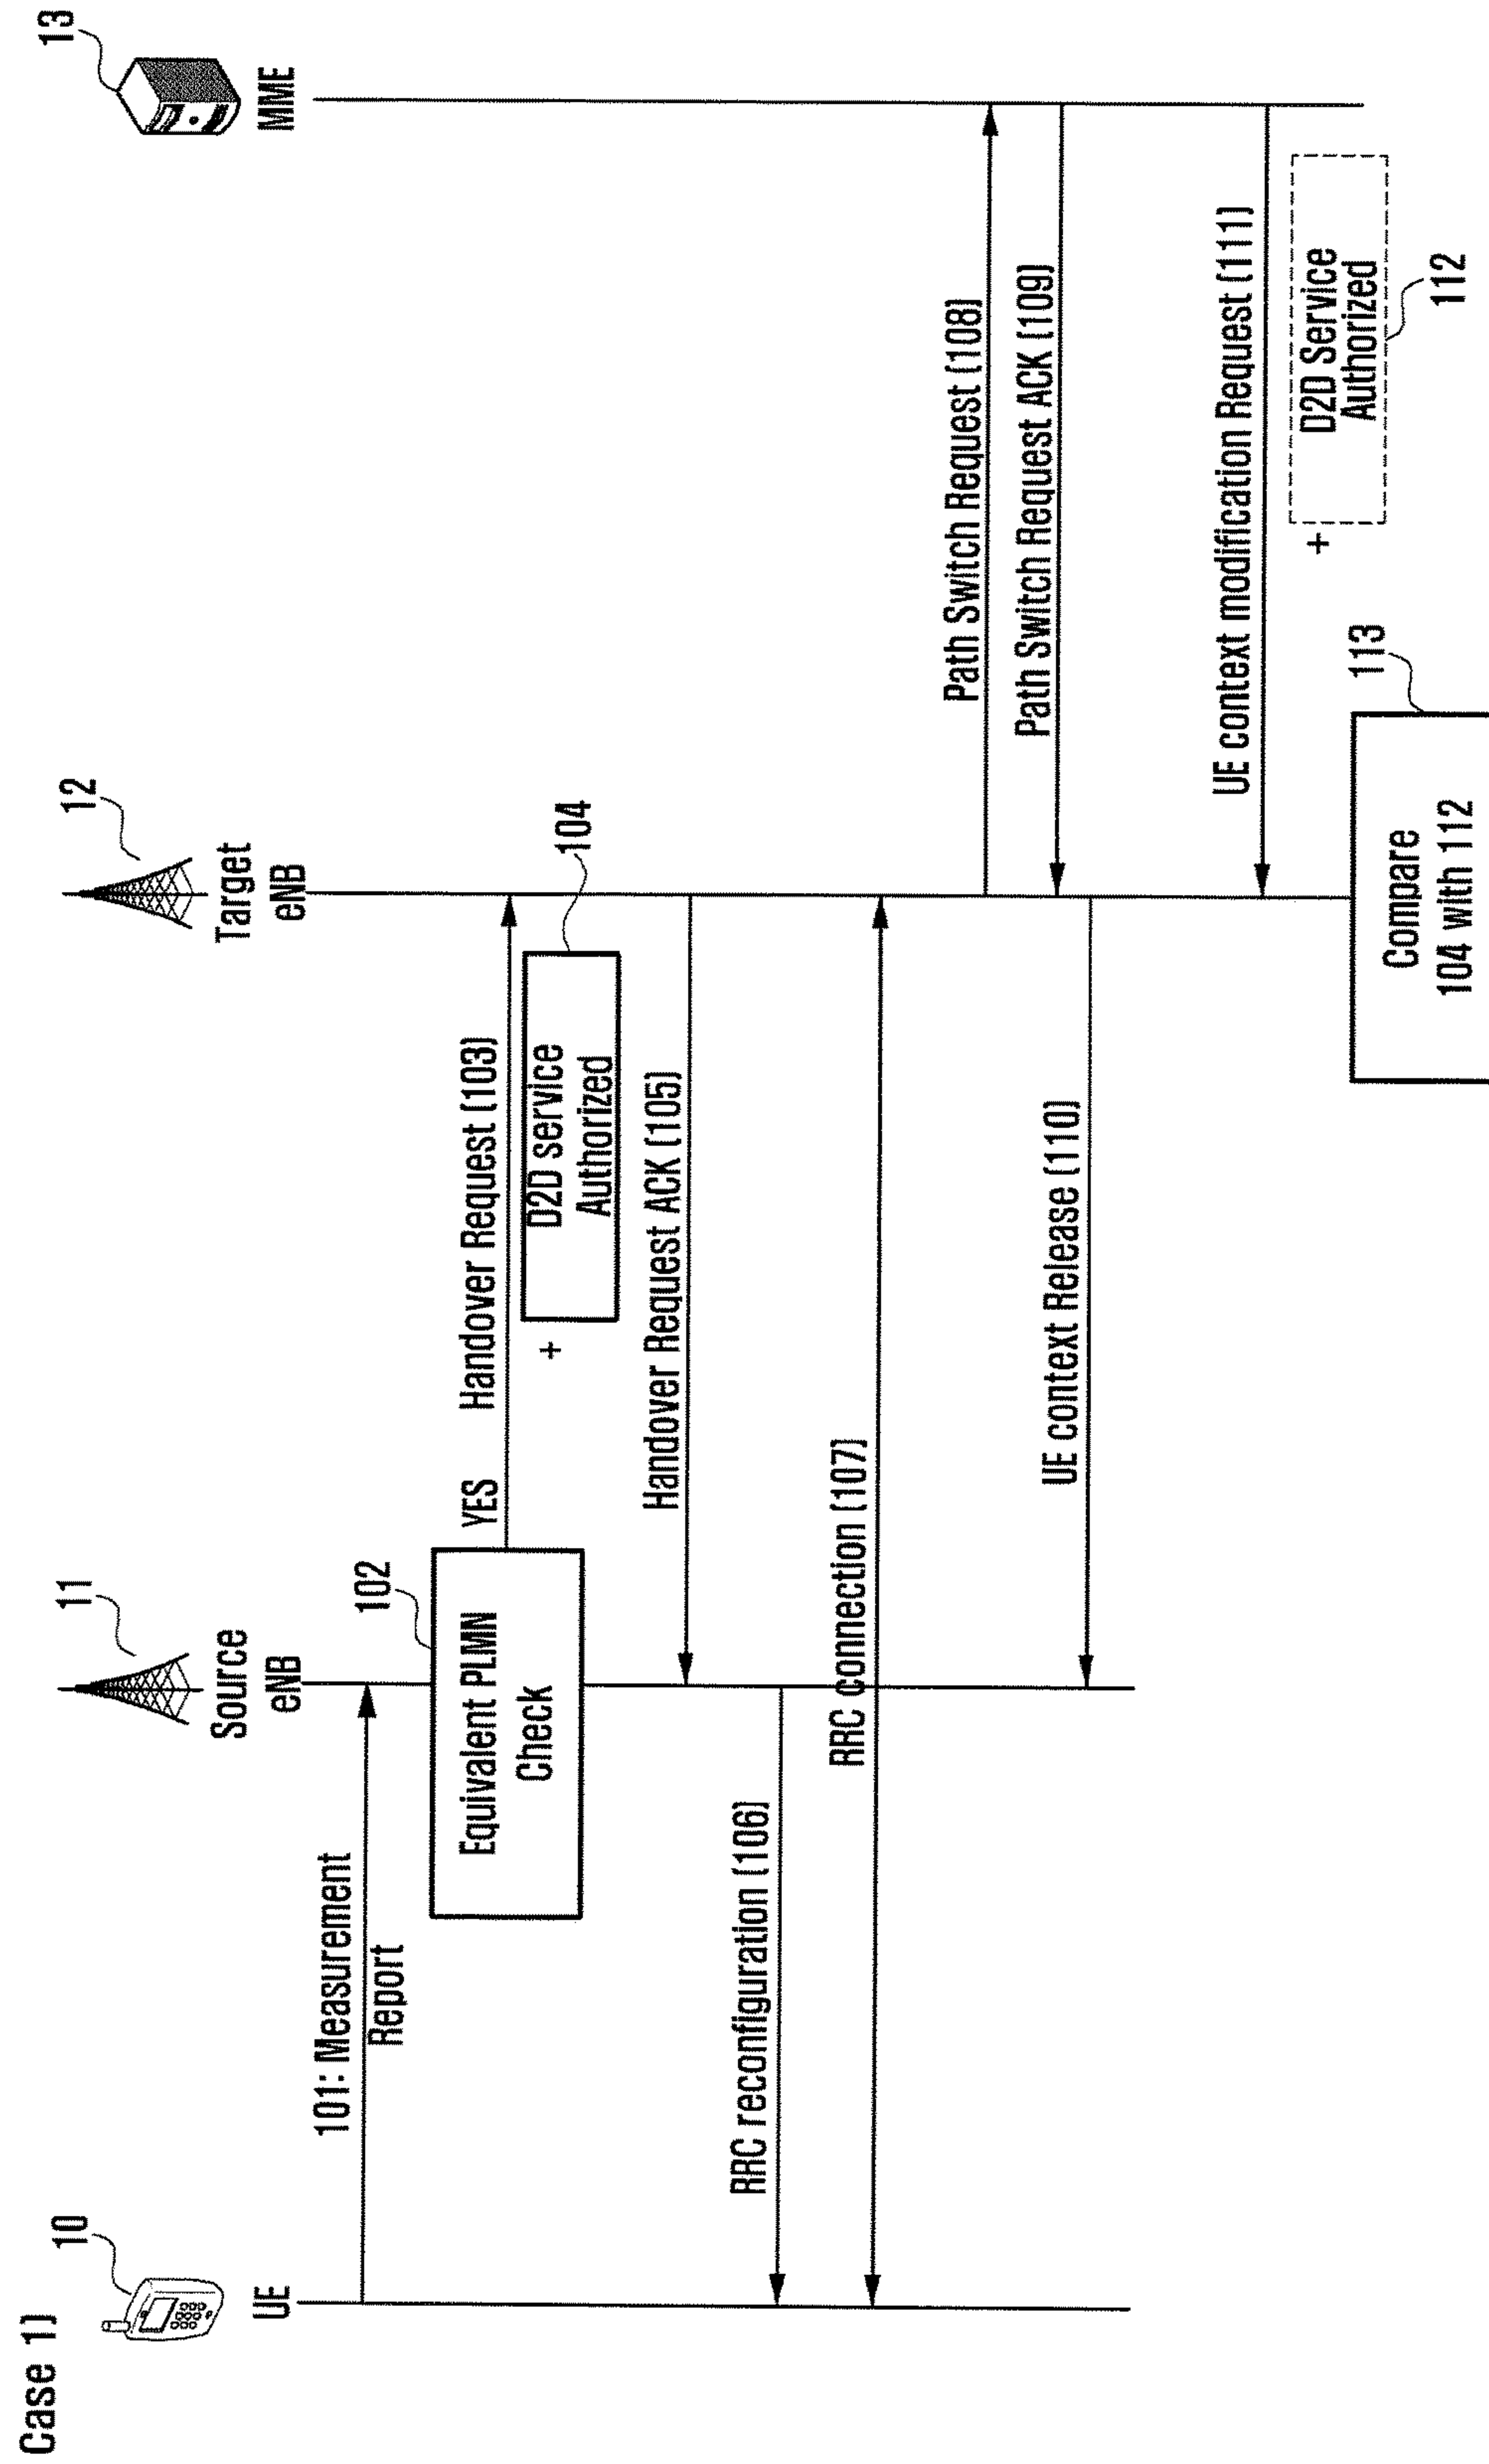 Case 1)
10
UE
11
Source
eNB
12
Target
eNB
13
MME
101: Measurement
Report
102
Equivalent PLMN
Check
YES
Handover Request (103)
+
D2D service
Authorized
104
Handover Request ACK (105)
RRC reconfiguration (106)
RRC connection (107)
Path Switch Request (108)
Path Switch Request ACK (109)
UE context Release (110)
UE context modification Request (111)
+
D2D Service
Authorized
112
113
Compare
104 with 112